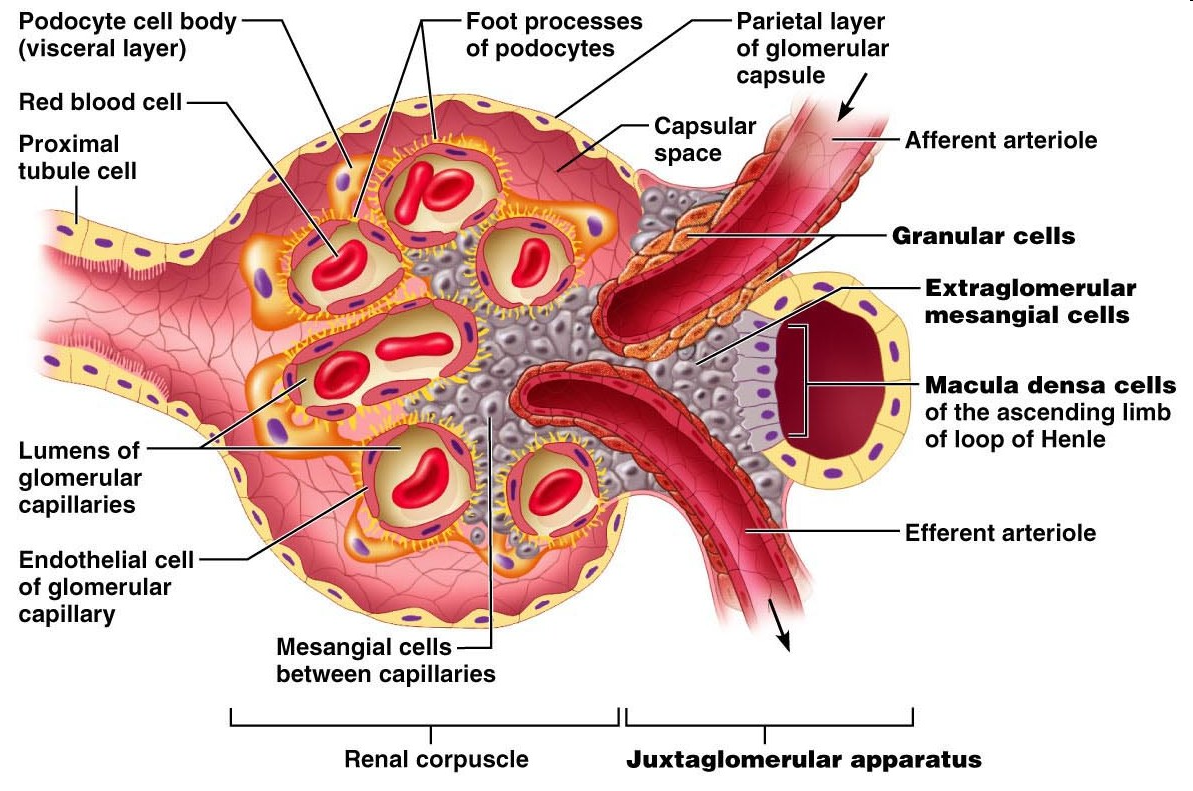 Podocyte cell body
(visceral layer)
Foot processes
of podocytes
Parietal layer
of glomerular
capsule
Red blood cell
Proximal
tubule cell
Capsular
space
Afferent arteriole
Granular cells
Extraglomerular
mesangial cells
Macula densa cells
of the ascending limb
of loop of Henle
Lumens of
glomerular
capillaries
Efferent arteriole
Endothelial cell
of glomerular
capillary
Mesangial cells
between capillaries
Renal corpuscle
Juxtaglomerular apparatus